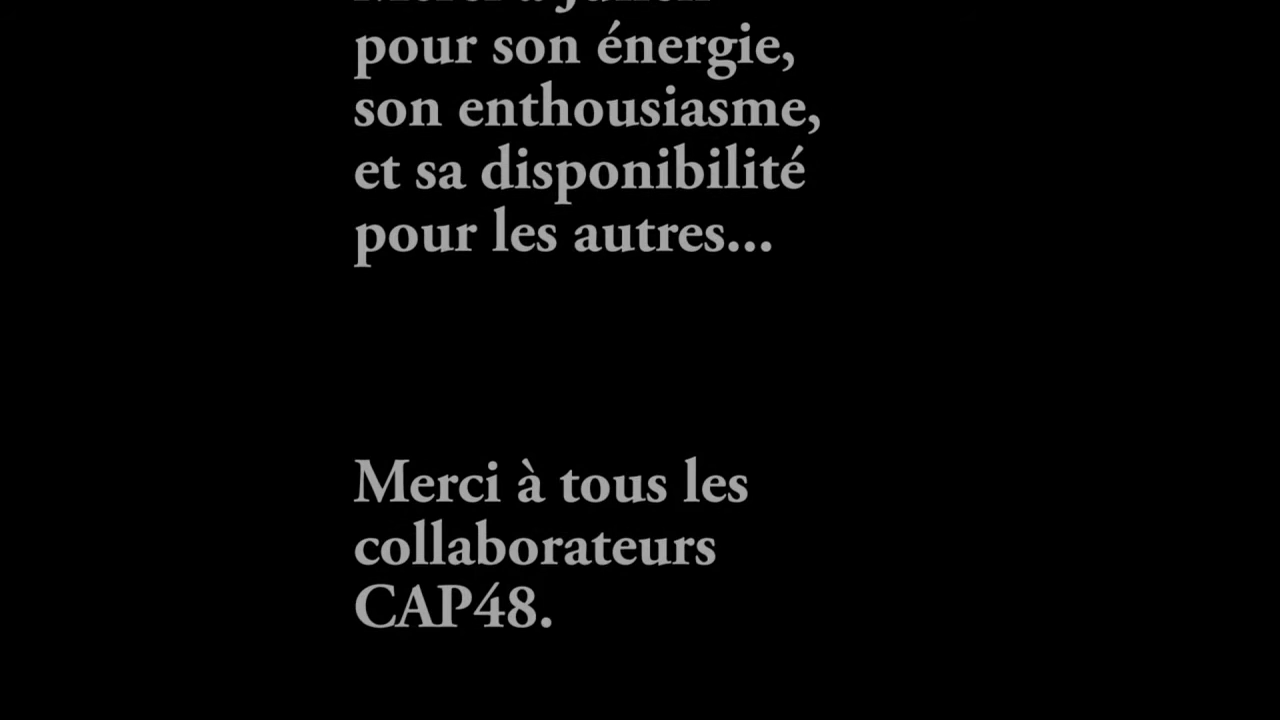 pour son énergie,
son enthousiasme,
et sa disponibilité
pour les autres...
Merci à tous les
collaborateurs
CAP48.